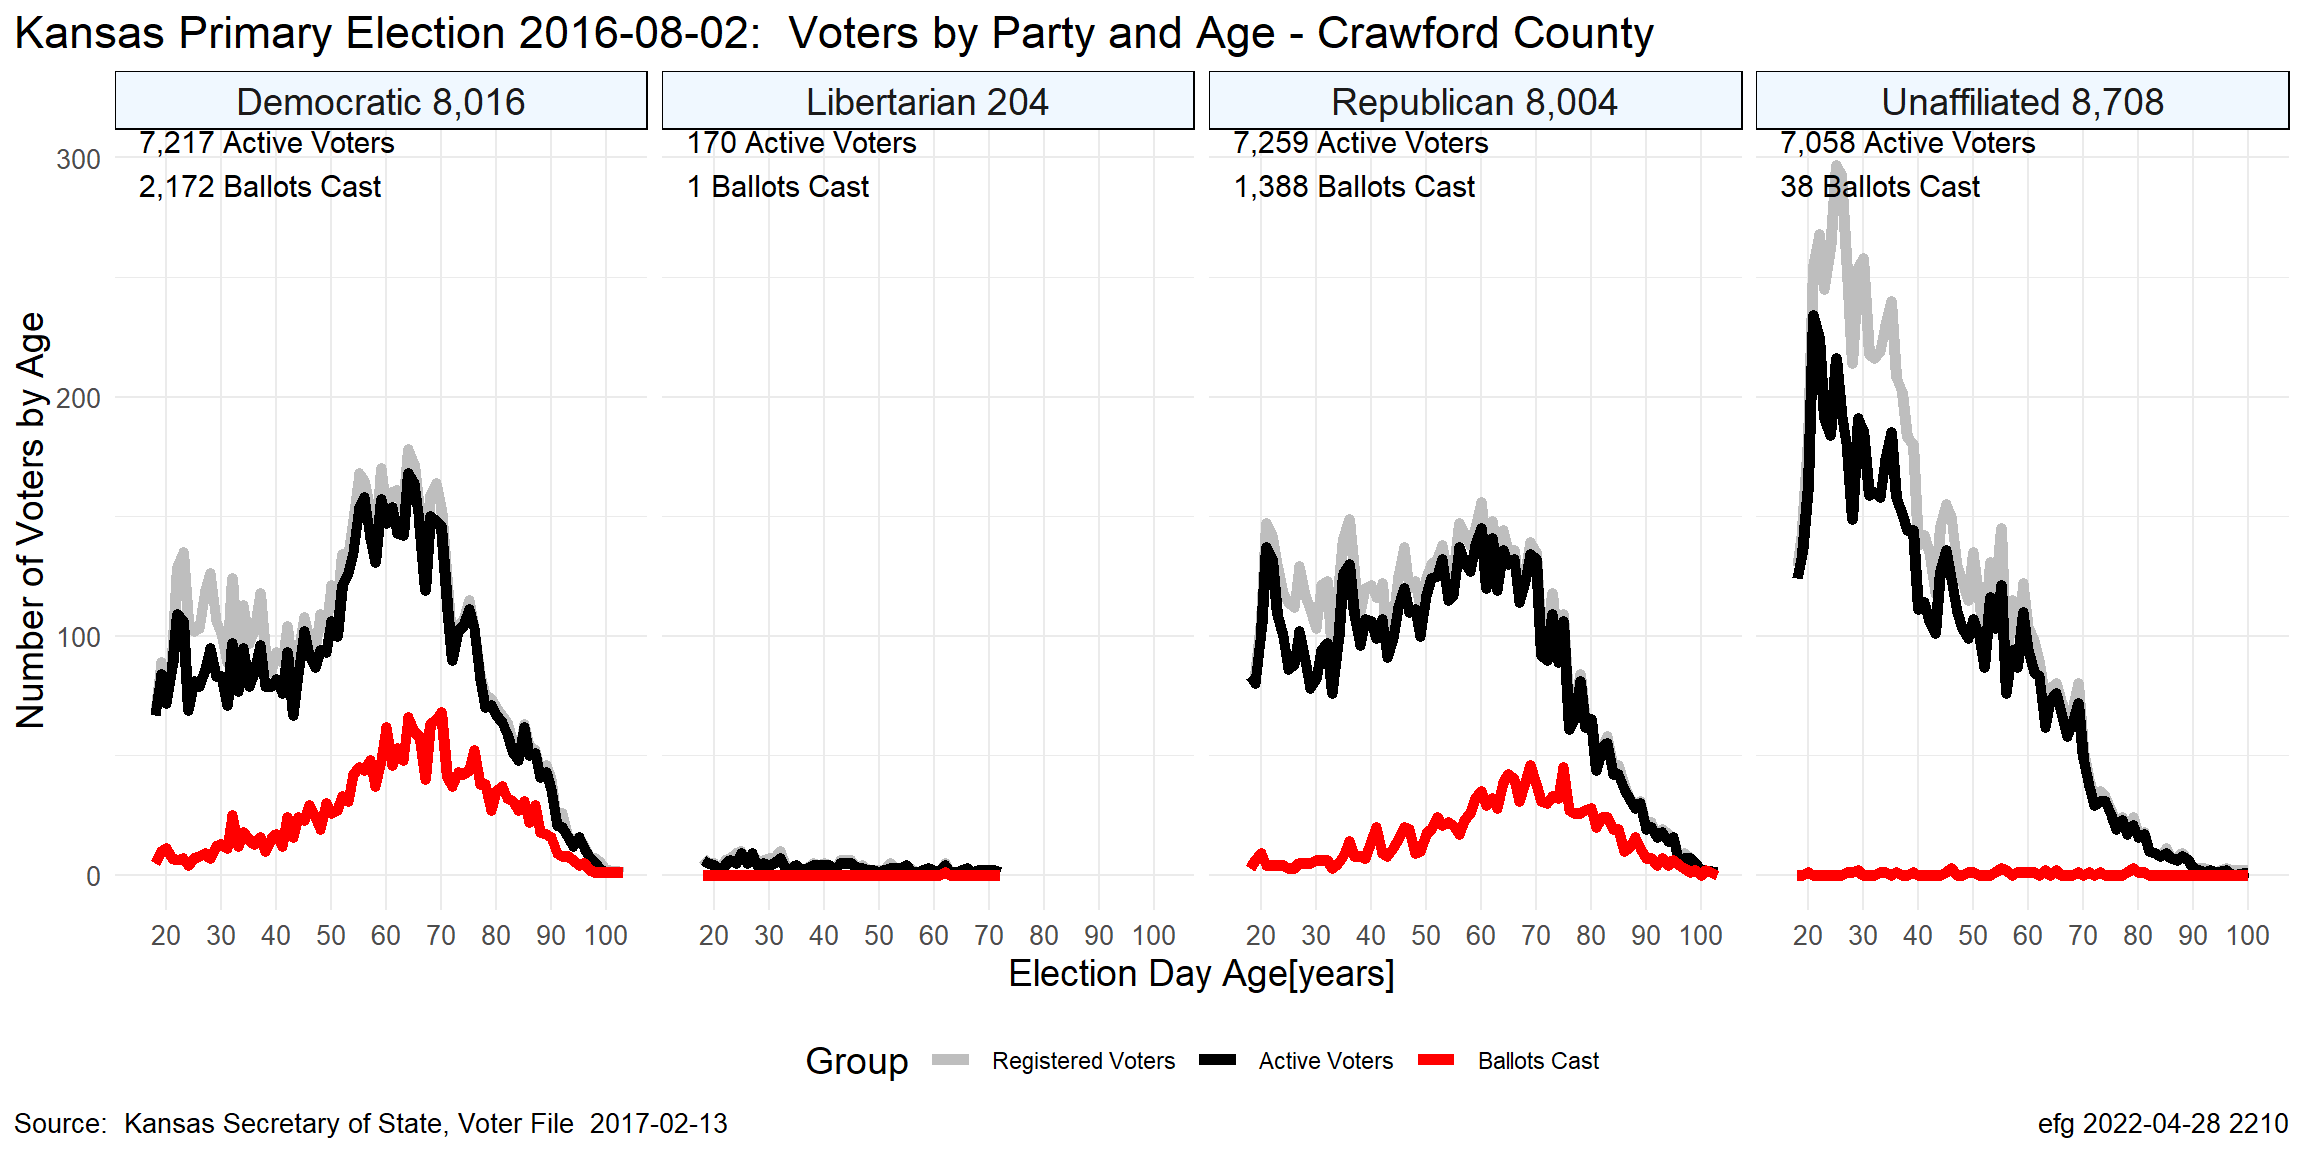 Kansas Primary Election 2016-08-02:  Voters by Party and Age - Crawford County
Democratic 8,016
Libertarian 204
Republican 8,004
Unaffiliated 8,708
7,217 Active Voters
2,172 Ballots Cast
170 Active Voters
1 Ballots Cast
7,259 Active Voters
1,388 Ballots Cast
7,058 Active Voters
38 Ballots Cast
Number of Voters by Age
300
200
100
0
20 30 40 50 60 70 80 90 100
20 30 40 50 60 70 80 90 100
20 30 40 50 60 70 80 90 100
20 30 40 50 60 70 80 90 100
Election Day Age[years]
Group Registered Voters Active Voters Ballots Cast
Source:  Kansas Secretary of State, Voter File  2017-02-13
efg 2022-04-28 2210